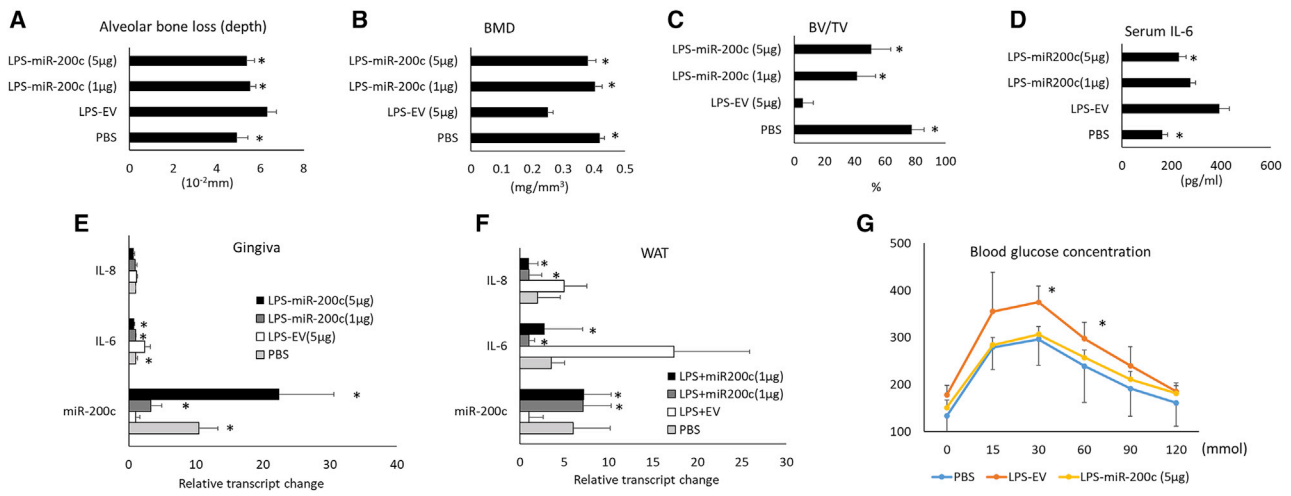 A
Alveolar bone loss (depth)
LPS-miR-200c (5μg)
*
LPS-miR-200c (1μg)
*
LPS-EV
PBS
*
0 2 4 6 8
(10-2mm)
B
BMD
LPS-miR-200c (5μg)
*
LPS-miR-200c (1μg)
*
LPS-EV (5μg)
PBS
*
0 0.1 0.2 0.3 0.4 0.5
(mg/mm3)
C
BV/TV
LPS-miR-200c (5μg)
*
LPS-miR-200c (1μg)
*
LPS-EV (5μg)
PBS
*
0 20 40 60 80 100
%
D
Serum IL-6
LPS-miR200c(5μg)
*
LPS-miR200c(1μg)
LPS-EV
PBS
*
0 200 400 600
(pg/ml)
E
Gingiva
IL-8
IL-6
*
*
*
miR-200c
*
*
*
LPS-miR-200c(5μg)
LPS-miR-200c(1μg)
LPS-EV(5μg)
PBS
0 10 20 30 40
Relative transcript change
F
WAT
IL-8
*
*
IL-6
*
*
miR-200c
*
*
LPS+miR200c(1μg)
LPS+miR200c(1μg)
LPS+EV
PBS
0 5 10 15 20 25 30
Relative transcript change
G
Blood glucose concentration
500
400
300
200
100
*
*
0 15 30 60 90 120 (mmol)
PBS LPS-EV LPS-miR-200c (5μg)